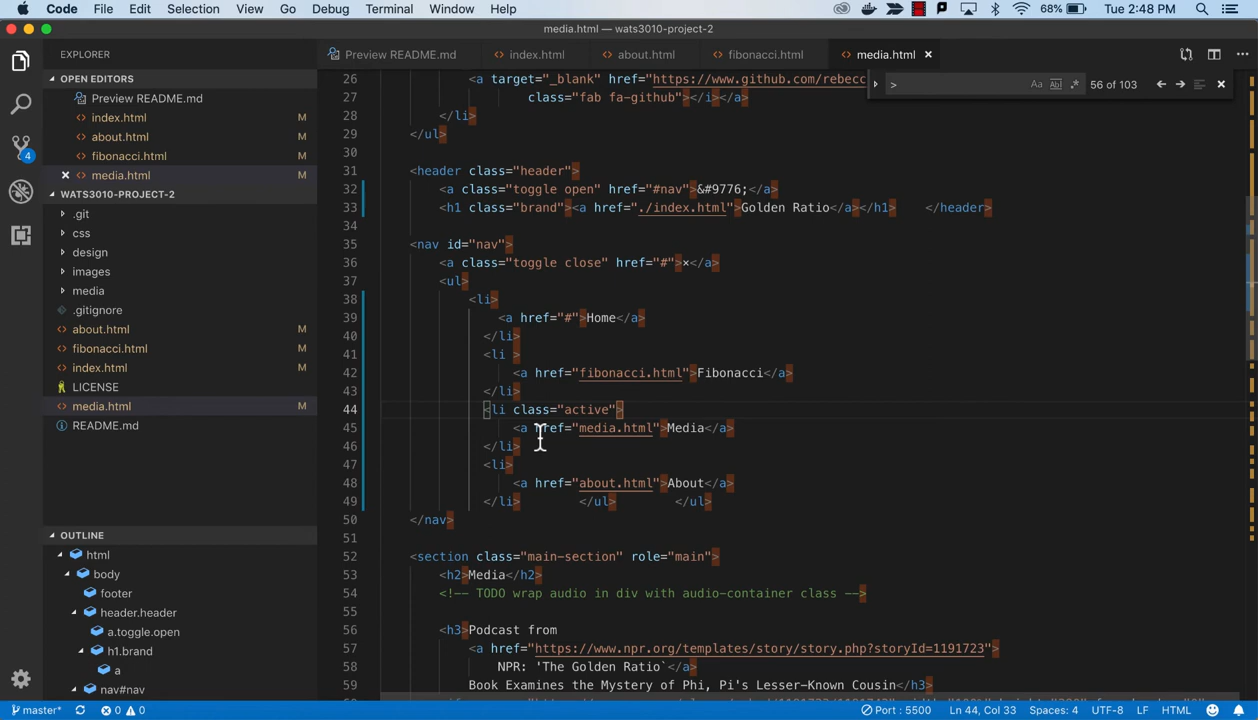 Code File Edit Selection View Go Debug Terminal Window Help 68% Tue 2:48 PM
media.html — wats3010-project-2
EXPLORER
OPEN EDITORS
Preview README.md
index.html M
about.html M
fibonacci.html M
media.html M
WATS3010-PROJECT-2
.git
css
design
images
media
.gitignore
about.html M
fibonacci.html M
index.html M
LICENSE
media.html M
README.md
OUTLINE
html
body
footer
header.header
a.toggle.open
h1.brand
a
nav#nav
Preview README.md index.html about.html fibonacci.html media.html
> Aa Abl .* 56 of 103
26 <a target="_blank" href="https://www.github.com/rebecc
27 class="fab fa-github"></i></a>
28 </li>
29 </ul>
30
31 <header class="header">
32 <a class="toggle open" href="#nav">&#9776;</a>
33 <h1 class="brand"><a href="./index.html">Golden Ratio</a></h1> </header>
34
35 <nav id="nav">
36 <a class="toggle close" href="#">×</a>
37 <ul>
38 <li>
39 <a href="#">Home</a>
40 </li>
41 <li >
42 <a href="fibonacci.html">Fibonacci</a>
43 </li>
44 <li class="active">
45 <a href="media.html">Media</a>
46 </li>
47 <li>
48 <a href="about.html">About</a>
49 </li> </ul> </ul>
50 </nav>
51
52 <section class="main-section" role="main">
53 <h2>Media</h2>
54 <!-- TODO wrap audio in div with audio-container class -->
55
56 <h3>Podcast from
57 <a href="https://www.npr.org/templates/story/story.php?storyId=1191723">
58 NPR: 'The Golden Ratio`</a>
59 Book Examines the Mystery of Phi, Pi's Lesser-Known Cousin</h3>
4
master* 0 0 Port : 5500 Ln 44, Col 33 Spaces: 4 UTF-8 LF HTML